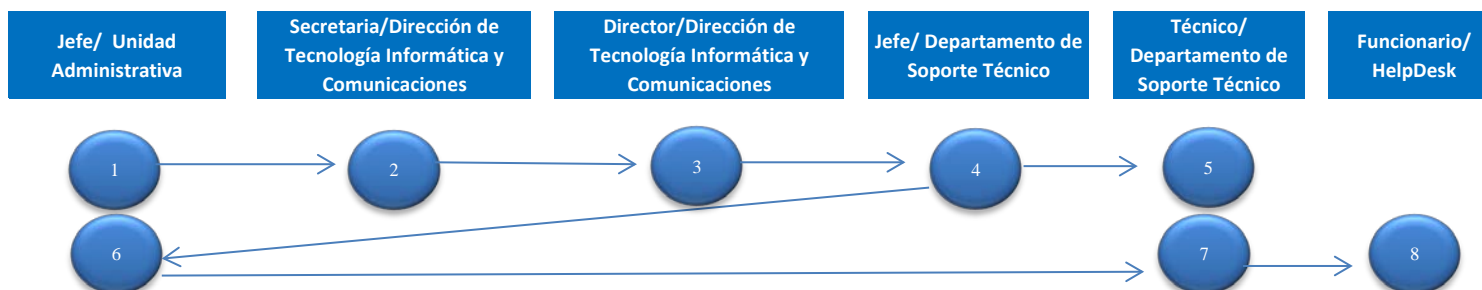 Jefe/ Unidad
Administrativa
Secretaria/Dirección de
Tecnología Informática y
Comunicaciones
Director/Dirección de
Tecnología Informática y
Comunicaciones
Jefe/ Departamento de
Soporte Técnico
Técnico/
Departamento de
Soporte Técnico
Funcionario/
HelpDesk
1
2
3
4
5
6
7
8